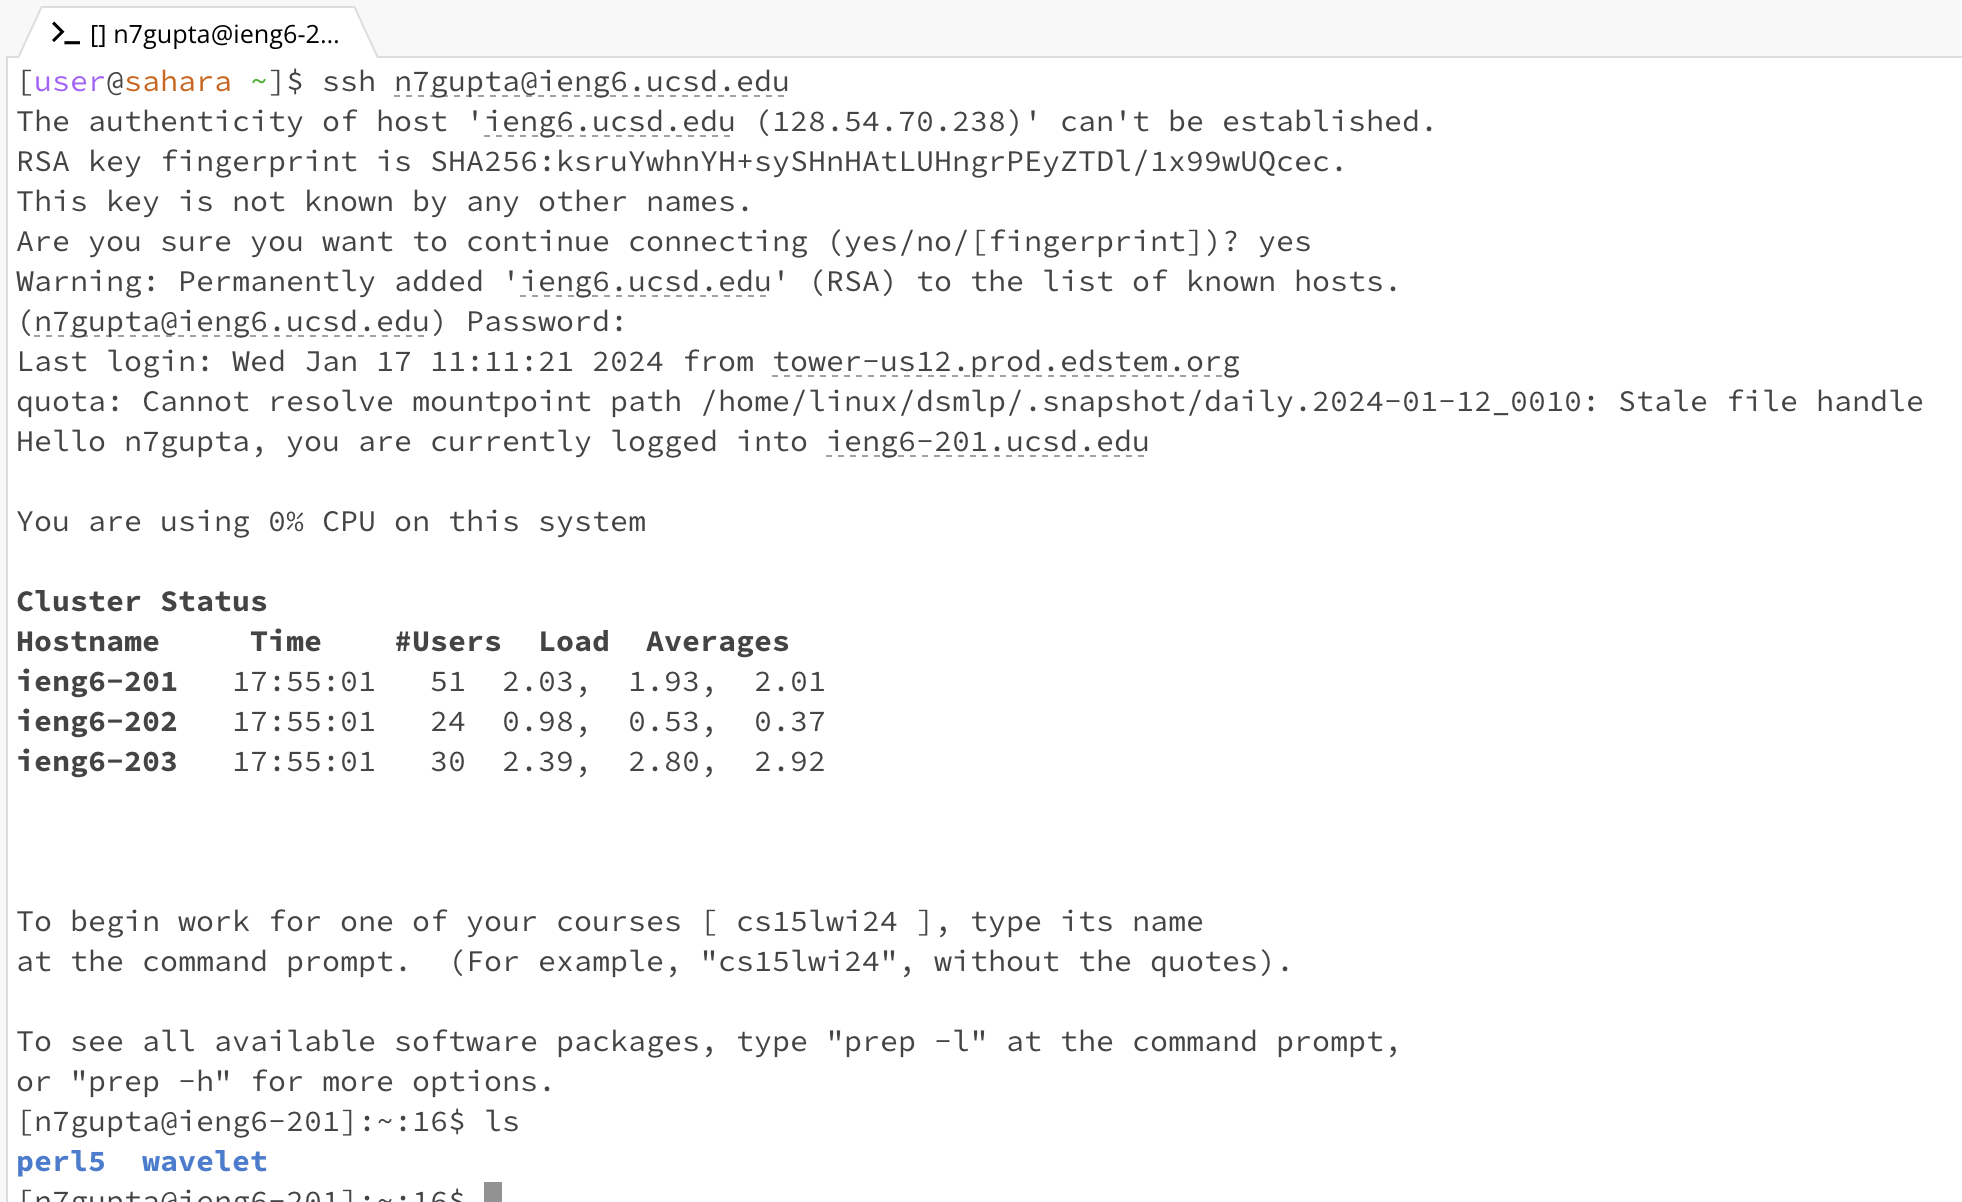 >_ [] n7gupta@ieng6-2...
[user@sahara ~]$ ssh n7gupta@ieng6.ucsd.edu
The authenticity of host 'ieng6.ucsd.edu (128.54.70.238)' can't be established.
RSA key fingerprint is SHA256:ksruYwhnYH+sySHnHAtLUHngrPEyZTDl/1x99wUQcec.
This key is not known by any other names.
Are you sure you want to continue connecting (yes/no/[fingerprint])? yes
Warning: Permanently added 'ieng6.ucsd.edu' (RSA) to the list of known hosts.
(n7gupta@ieng6.ucsd.edu) Password:
Last login: Wed Jan 17 11:11:21 2024 from tower-us12.prod.edstem.org
quota: Cannot resolve mountpoint path /home/linux/dsmlp/.snapshot/daily.2024-01-12_0010: Stale file handle
Hello n7gupta, you are currently logged into ieng6-201.ucsd.edu
You are using 0% CPU on this system
Cluster Status
Hostname     Time    #Users  Load  Averages
ieng6-201   17:55:01   51  2.03,  1.93,  2.01
ieng6-202   17:55:01   24  0.98,  0.53,  0.37
ieng6-203   17:55:01   30  2.39,  2.80,  2.92
To begin work for one of your courses [ cs15lwi24 ], type its name
at the command prompt.  (For example, "cs15lwi24", without the quotes).
To see all available software packages, type "prep -l" at the command prompt,
or "prep -h" for more options.
[n7gupta@ieng6-201]:~:16$ ls
perl5  wavelet
[n7gupta@ieng6-201]:~:16$